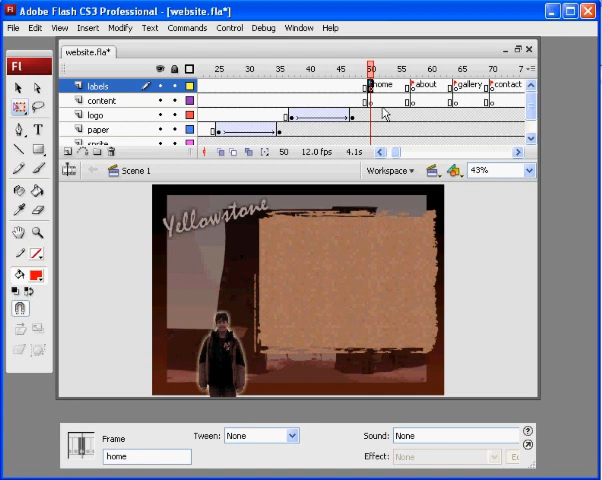 Adobe Flash CS3 Professional - [website.fla*]
File Edit View Insert Modify Text Commands Control Debug Window Help
Fl
website.fla*
25 30 35 40 45 50 55 60 65 70 7
labels
home about gallery contact
content
logo
paper
50 12.0 fps 4.1s
Scene 1
Workspace
43%
T
Yellowstone
Frame
home
Tween: None
Sound: None
Effect: None